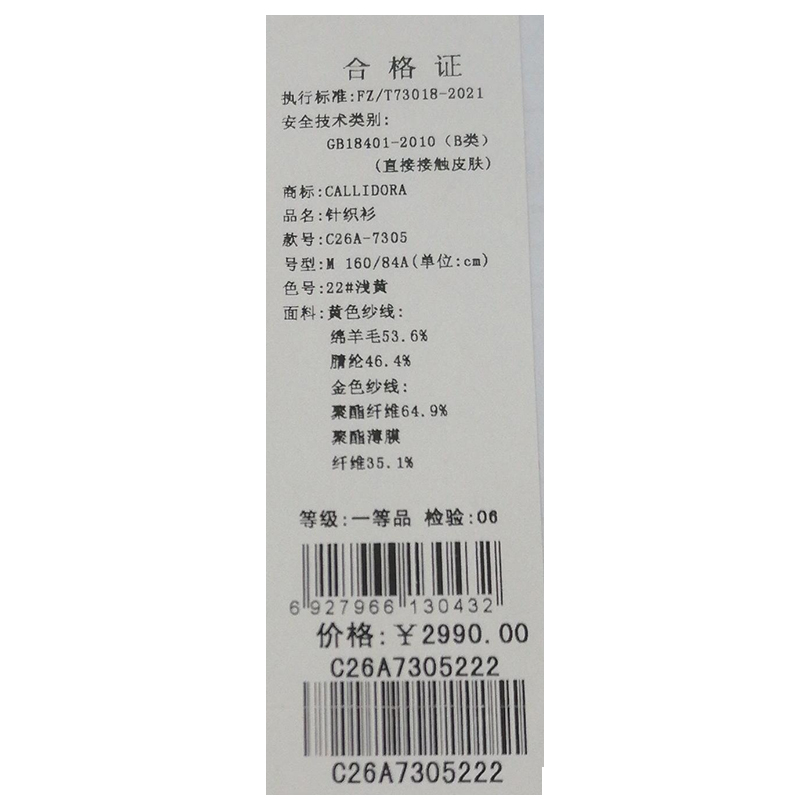 合格证
执行标准:FZ/T73018-2021
安全技术类别:
GB18401-2010（B类）
(直接接触皮肤)
商标:CALLIDORA
品名:针织衫
款号:C26A-7305
号型:M 160/84A(单位:cm)
色号:22#浅黄
面料:黄色纱线:
绵羊毛53.6%
腈纶46.4%
金色纱线:
聚酯纤维64.9%
聚酯薄膜
纤维35.1%
等级:一等品 检验:06
6 927966 130432
价格:￥2990.00
C26A7305222
C26A7305222